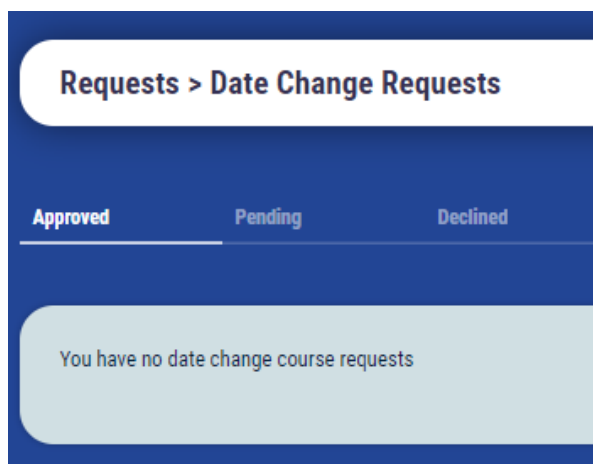 Requests > Date Change Requests
Approved Pending Declined
You have no date change course requests